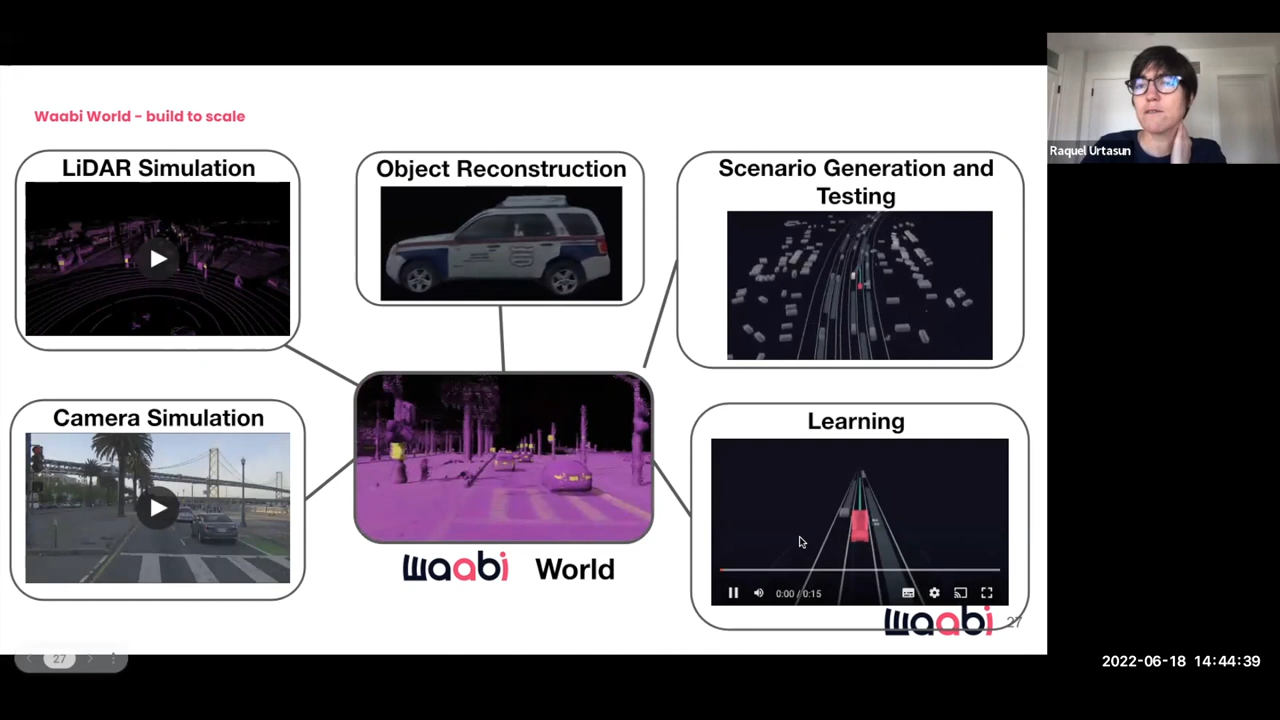 Waabi World - build to scale
LiDAR Simulation
Object Reconstruction
Scenario Generation and
Testing
Raquel Urtasun
Camera Simulation
Learning
waabi World
0:00 / 0:15
waabi
27
27
2022-06-18 14:44:39